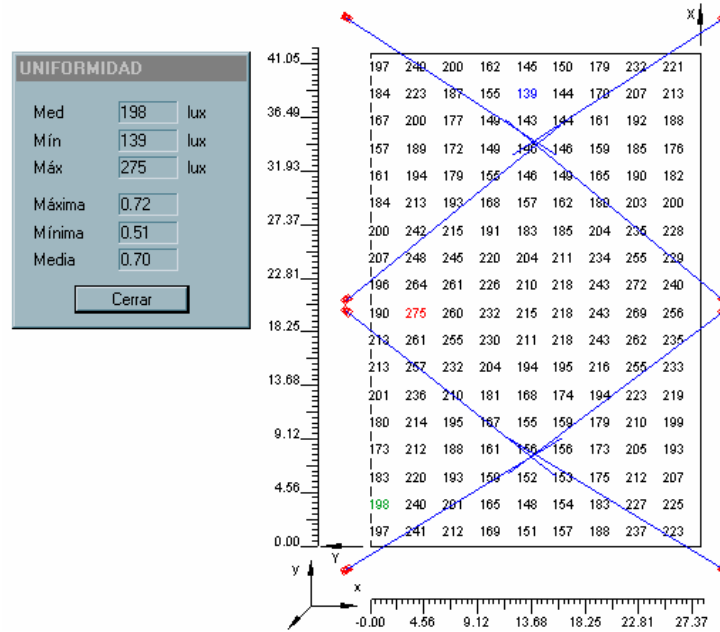 UNIFORMIDAD
Med 198 lux
Mín 139 lux
Máx 275 lux
Máxima 0.72
Mínima 0.51
Media 0.70
Cerrar
X
41.05
36.49
31.93
27.37
22.81
18.25
13.68
9.12
4.56
0.00
197 240 200 162 145 150 179 232 221
184 223 187 155 139 144 170 207 213
167 200 177 149 143 144 161 192 188
157 189 172 149 146 146 159 185 176
161 194 179 155 146 149 165 190 182
184 213 193 168 157 162 180 203 200
200 242 215 191 183 185 204 235 228
207 248 245 220 204 211 234 255 229
196 264 261 226 210 218 243 272 240
190 275 260 232 215 218 243 269 256
213 261 255 230 211 218 243 262 235
213 257 232 204 194 195 216 255 233
201 236 210 181 168 174 194 223 219
180 214 195 167 155 159 179 210 199
173 212 188 161 156 156 173 205 193
183 220 193 159 152 153 175 212 207
198 240 201 165 148 154 183 227 225
197 241 212 169 151 157 188 237 223
Y
y
x
-0.00 4.56 9.12 13.68 18.25 22.81 27.37